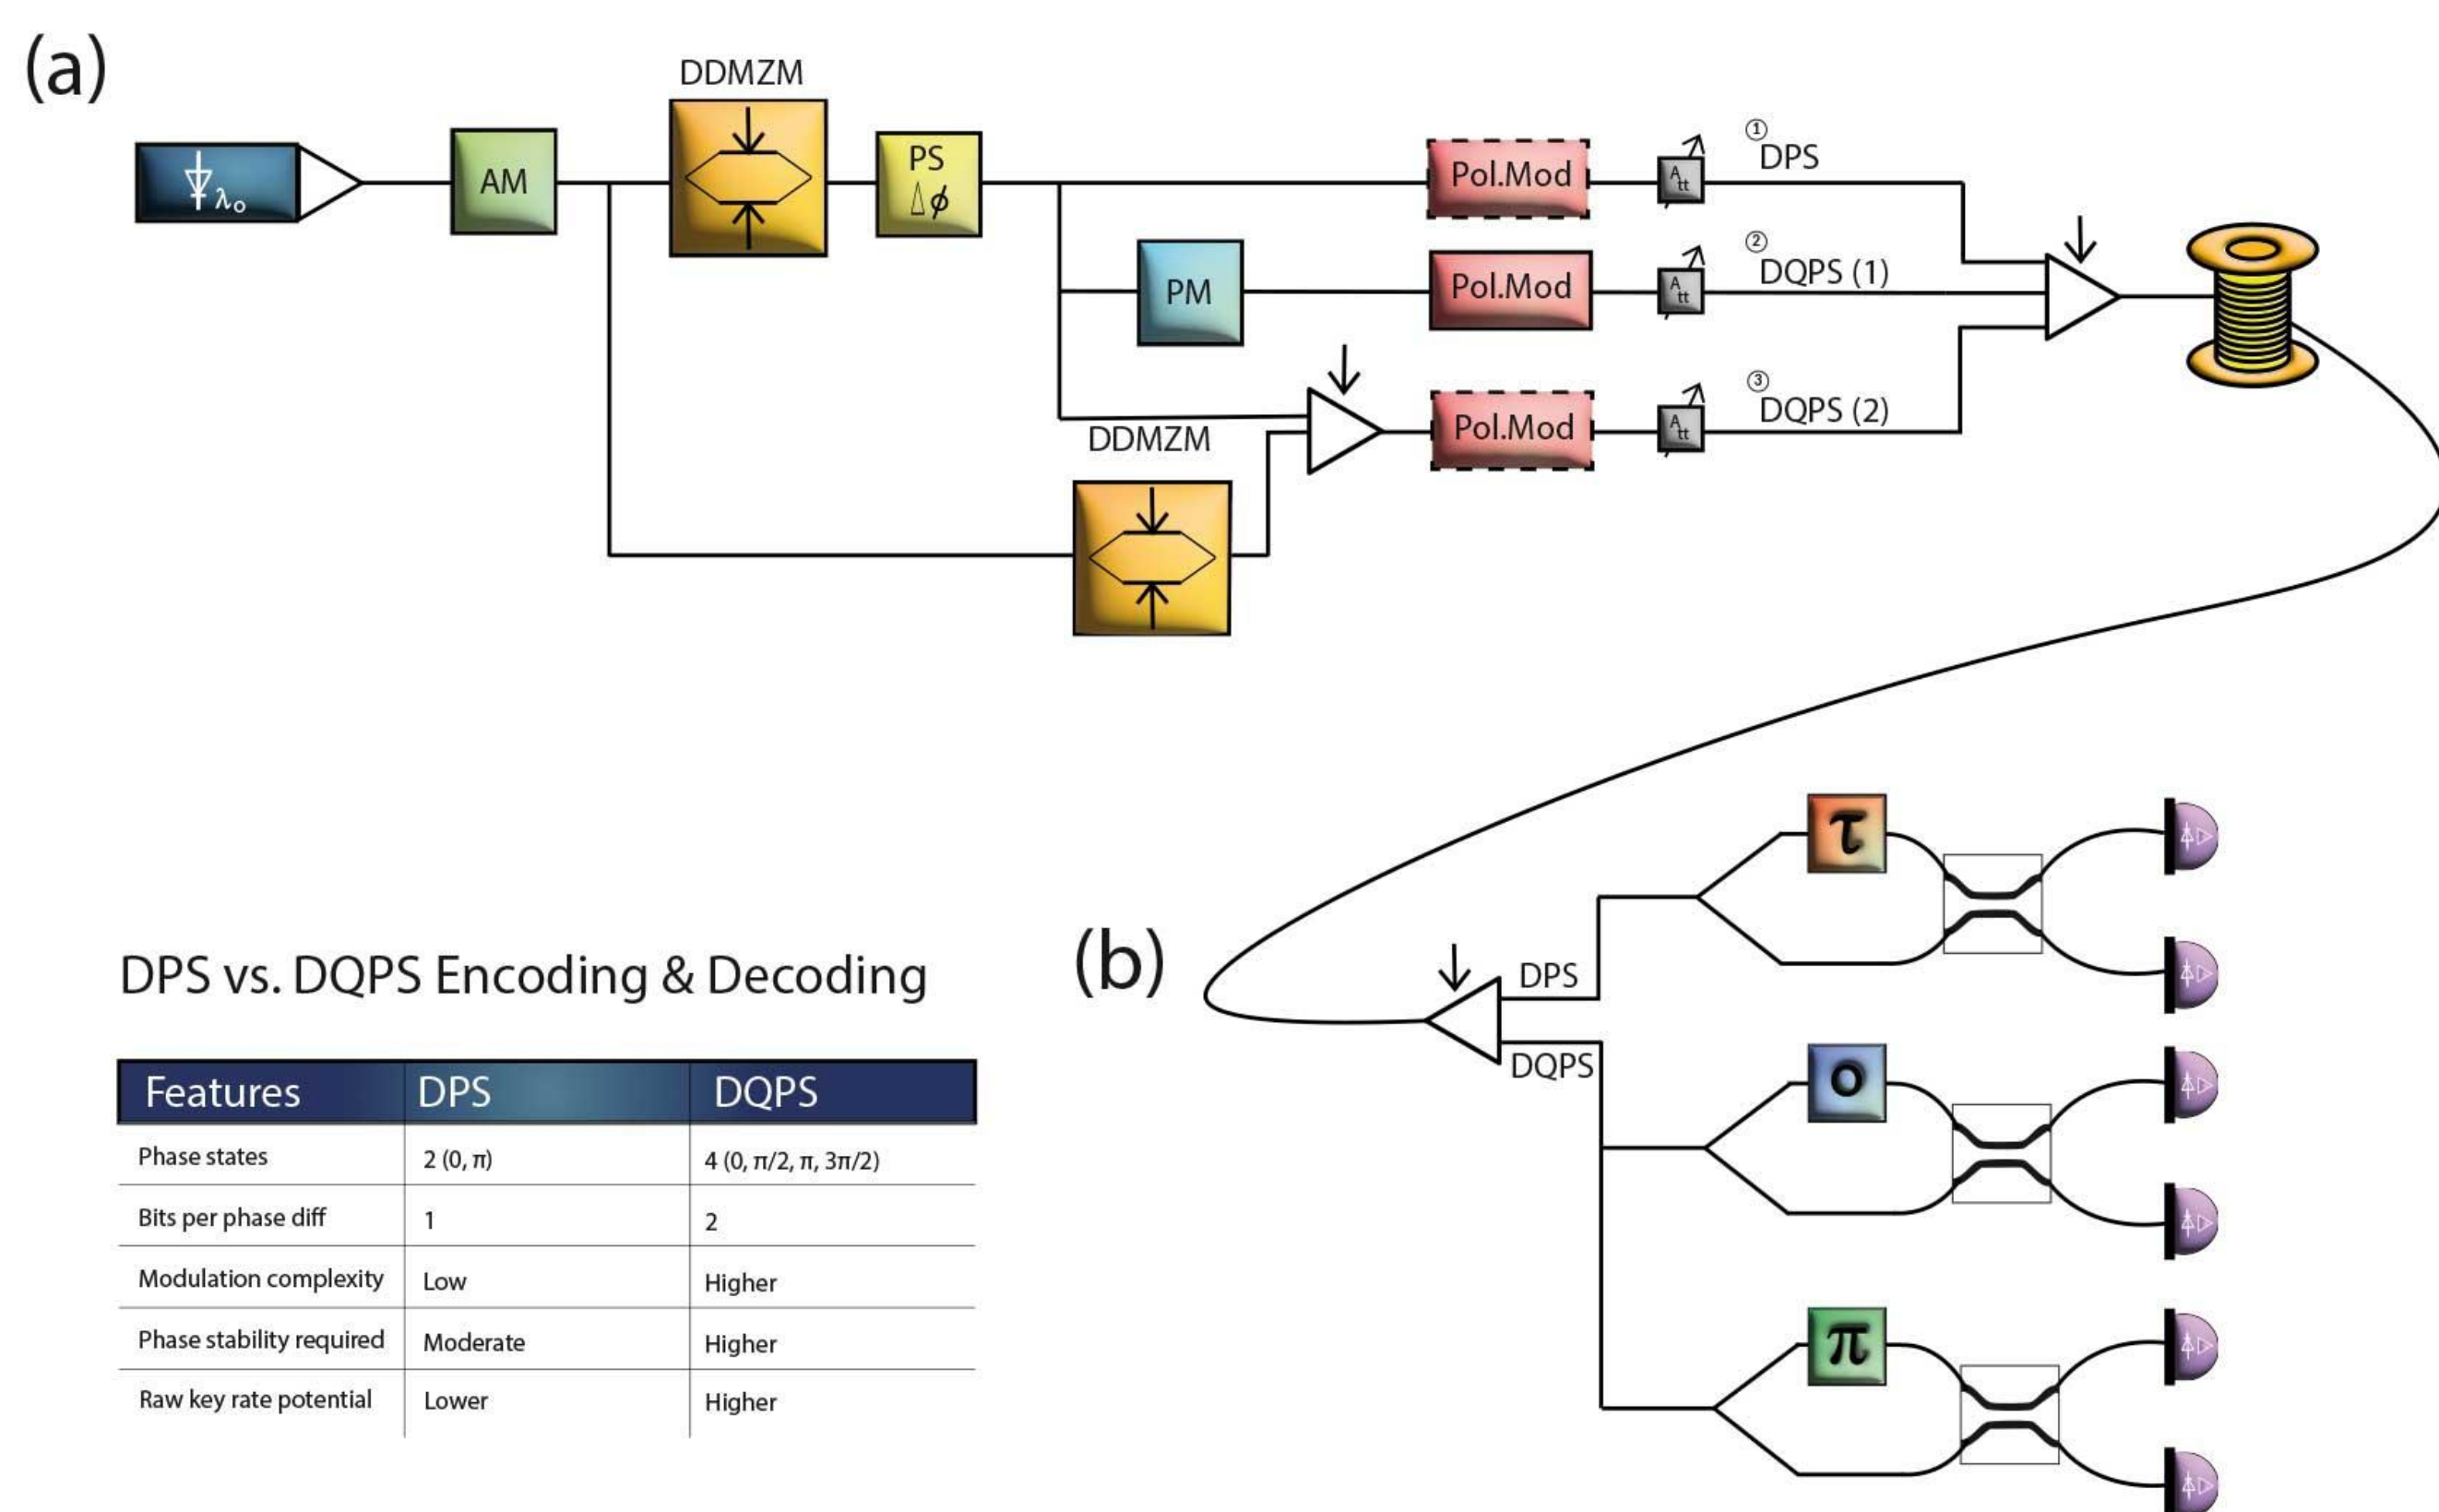 (a)
DDMZM
λo
AM
PS
Δϕ
Pol.Mod
Att
①
DPS
PM
Pol.Mod
Att
②
DQPS (1)
DDMZM
Pol.Mod
Att
③
DQPS (2)
(b)
DPS
DQPS
τ
o
π
DPS vs. DQPS Encoding & Decoding
Features DPS DQPS
Phase states 2 (0, π) 4 (0, π/2, π, 3π/2)
Bits per phase diff 1 2
Modulation complexity Low Higher
Phase stability required Moderate Higher
Raw key rate potential Lower Higher